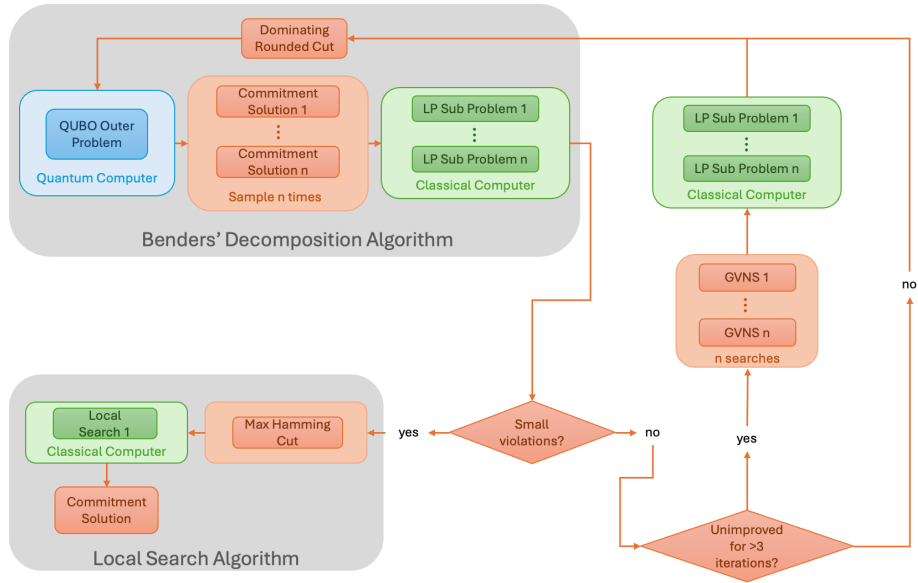 Dominating
Rounded Cut
QUBO Outer
Problem
Quantum Computer
Commitment
Solution 1
Commitment
Solution n
Sample n times
LP Sub Problem 1
LP Sub Problem n
Classical Computer
Benders' Decomposition Algorithm
LP Sub Problem 1
LP Sub Problem n
Classical Computer
GVNS 1
GVNS n
n searches
no
Local
Search 1
Classical Computer
Max Hamming
Cut
yes
Small
violations?
no
yes
Commitment
Solution
Local Search Algorithm
Unimproved
for >3
iterations?